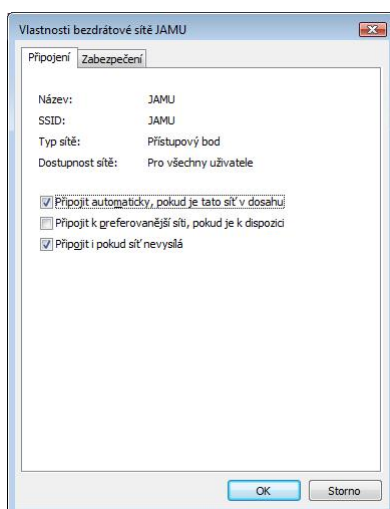 Vlastnosti bezdrátové sítě JAMU
Připojení Zabezpečení
Název: JAMU
SSID: JAMU
Typ sítě: Přístupový bod
Dostupnost sítě: Pro všechny uživatele
Připojit automaticky, pokud je tato síť v dosahu
Připojit k preferovanější síti, pokud je k dispozici
Připojit i pokud síť nevysílá
OK Storno